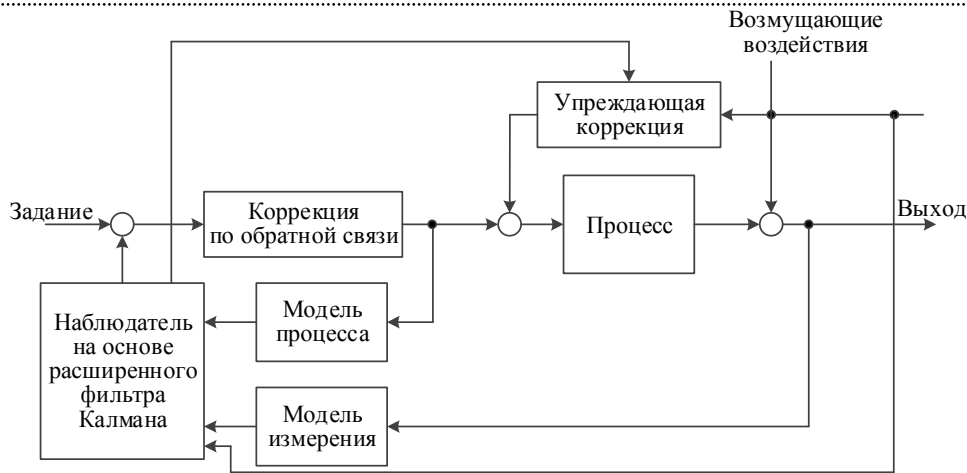 Возмущающие
воздействия
Упреждающая
коррекция
Задание
Коррекция
по обратной связи
Процесс
Выход
Наблюдатель
на основе
расширенного
фильтра
Калмана
Модель
процесса
Модель
измерения